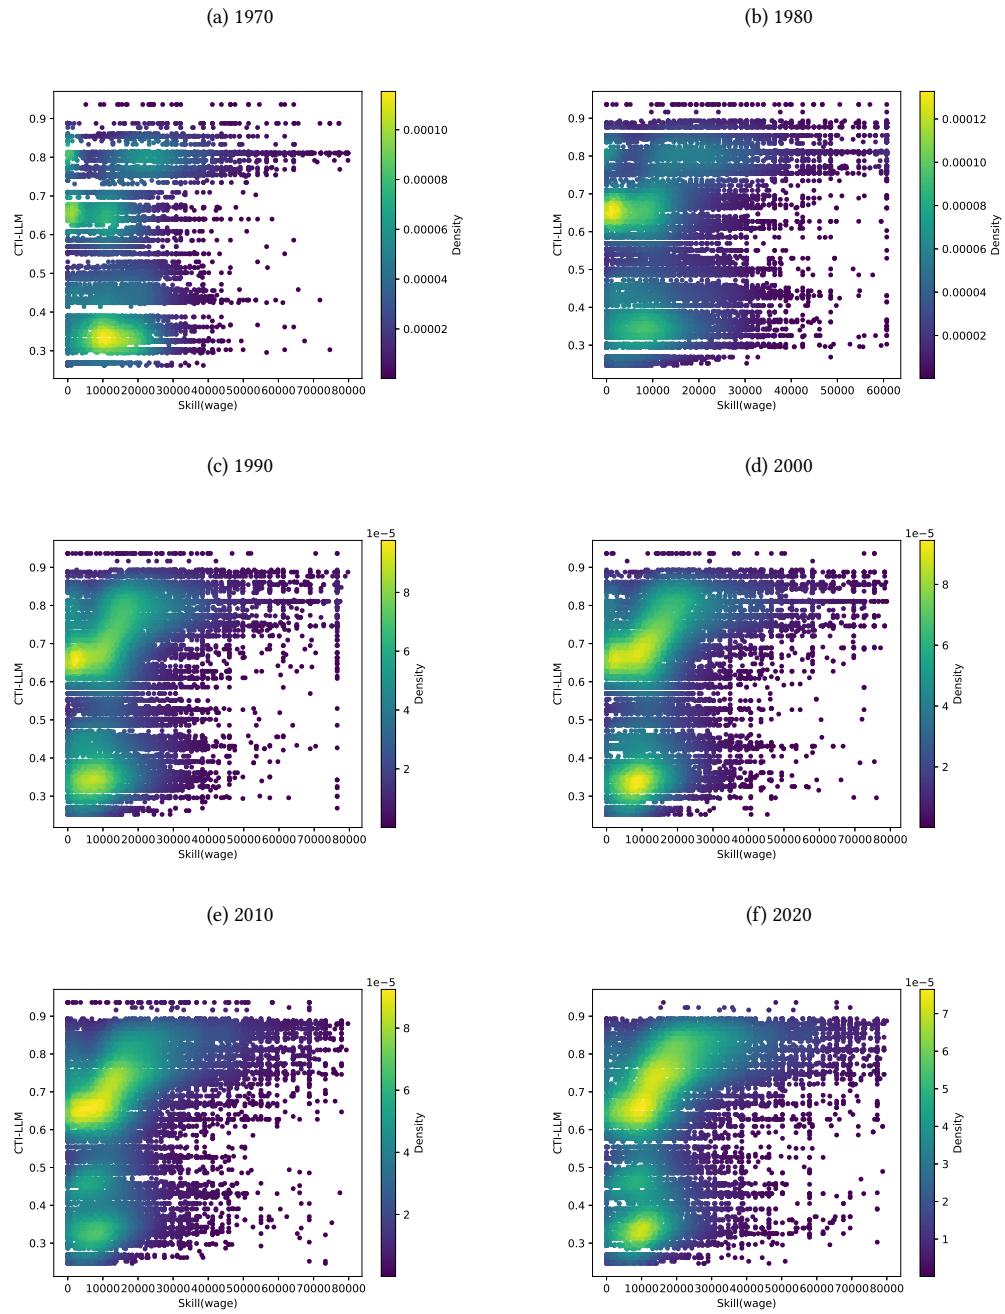 (a) 1970
(b) 1980
0.9
0.8
0.7
0.6
0.5
0.4
0.3
CTI-LLM
0 10000 20000 30000 40000 50000 60000 70000 80000
Skill(wage)
0.00010
0.00008
0.00006
0.00004
0.00002
Density
0.9
0.8
0.7
0.6
0.5
0.4
0.3
CTI-LLM
0 10000 20000 30000 40000 50000 60000
Skill(wage)
0.00012
0.00010
0.00008
0.00006
0.00004
0.00002
Density
(c) 1990
(d) 2000
0.9
0.8
0.7
0.6
0.5
0.4
0.3
CTI-LLM
0 10000 20000 30000 40000 50000 60000 70000 80000
Skill(wage)
1e−5
8
6
4
2
Density
0.9
0.8
0.7
0.6
0.5
0.4
0.3
CTI-LLM
0 10000 20000 30000 40000 50000 60000 70000 80000
Skill(wage)
1e−5
8
6
4
2
Density
(e) 2010
(f) 2020
0.9
0.8
0.7
0.6
0.5
0.4
0.3
CTI-LLM
0 10000 20000 30000 40000 50000 60000 70000 80000
Skill(wage)
1e−5
8
6
4
2
Density
0.9
0.8
0.7
0.6
0.5
0.4
0.3
CTI-LLM
0 10000 20000 30000 40000 50000 60000 70000 80000
Skill(wage)
1e−5
7
6
5
4
3
2
1
Density